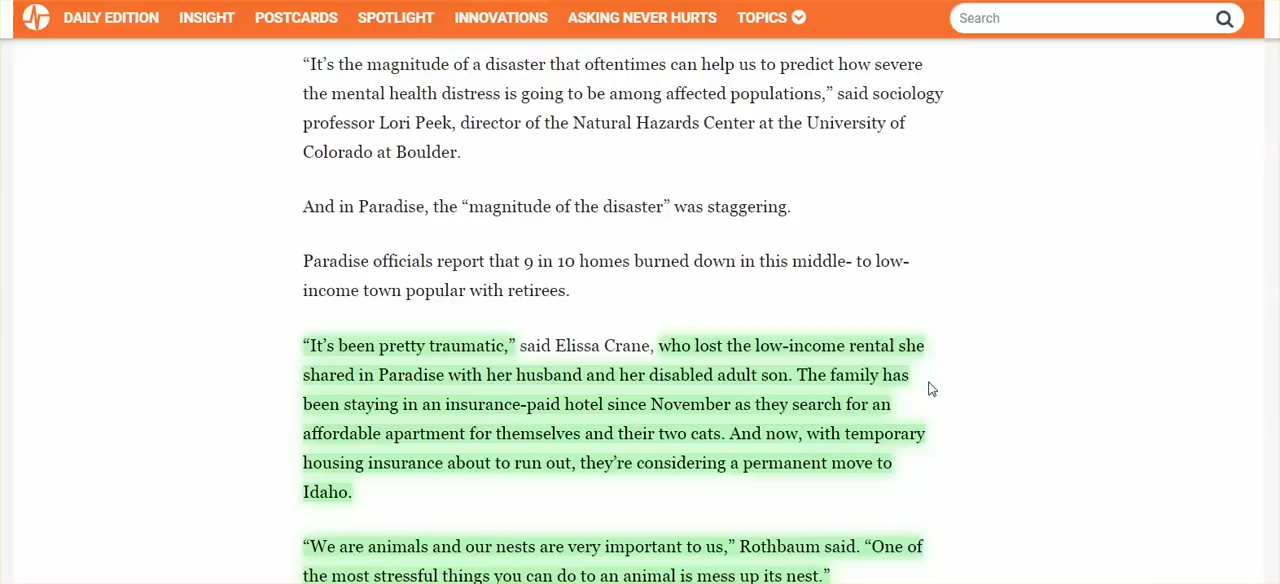 DAILY EDITION INSIGHT POSTCARDS SPOTLIGHT INNOVATIONS ASKING NEVER HURTS TOPICS Search
“It’s the magnitude of a disaster that oftentimes can help us to predict how severe
the mental health distress is going to be among affected populations,” said sociology
professor Lori Peek, director of the Natural Hazards Center at the University of
Colorado at Boulder.
And in Paradise, the “magnitude of the disaster” was staggering.
Paradise officials report that 9 in 10 homes burned down in this middle- to low-
income town popular with retirees.
“It’s been pretty traumatic,” said Elissa Crane, who lost the low-income rental she
shared in Paradise with her husband and her disabled adult son. The family has
been staying in an insurance-paid hotel since November as they search for an
affordable apartment for themselves and their two cats. And now, with temporary
housing insurance about to run out, they’re considering a permanent move to
Idaho.
“We are animals and our nests are very important to us,” Rothbaum said. “One of
the most stressful things you can do to an animal is mess up its nest.”